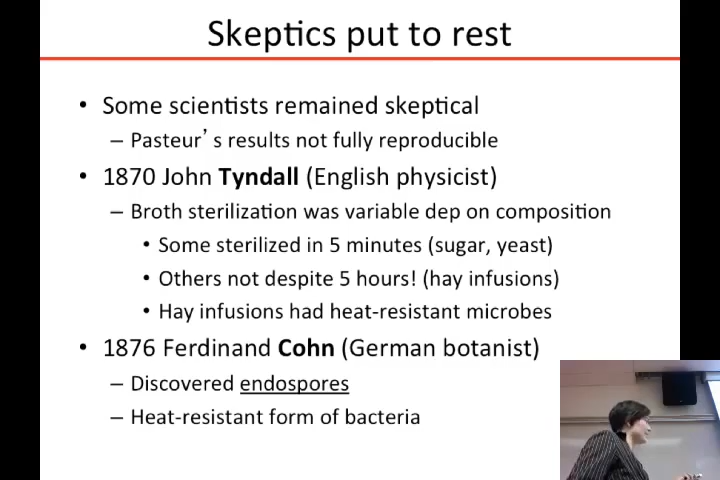 Skeptics put to rest
• Some scientists remained skeptical
– Pasteur's results not fully reproducible
• 1870 John Tyndall (English physicist)
– Broth sterilization was variable dep on composition
• Some sterilized in 5 minutes (sugar, yeast)
• Others not despite 5 hours! (hay infusions)
• Hay infusions had heat-resistant microbes
• 1876 Ferdinand Cohn (German botanist)
– Discovered endospores
– Heat-resistant form of bacteria